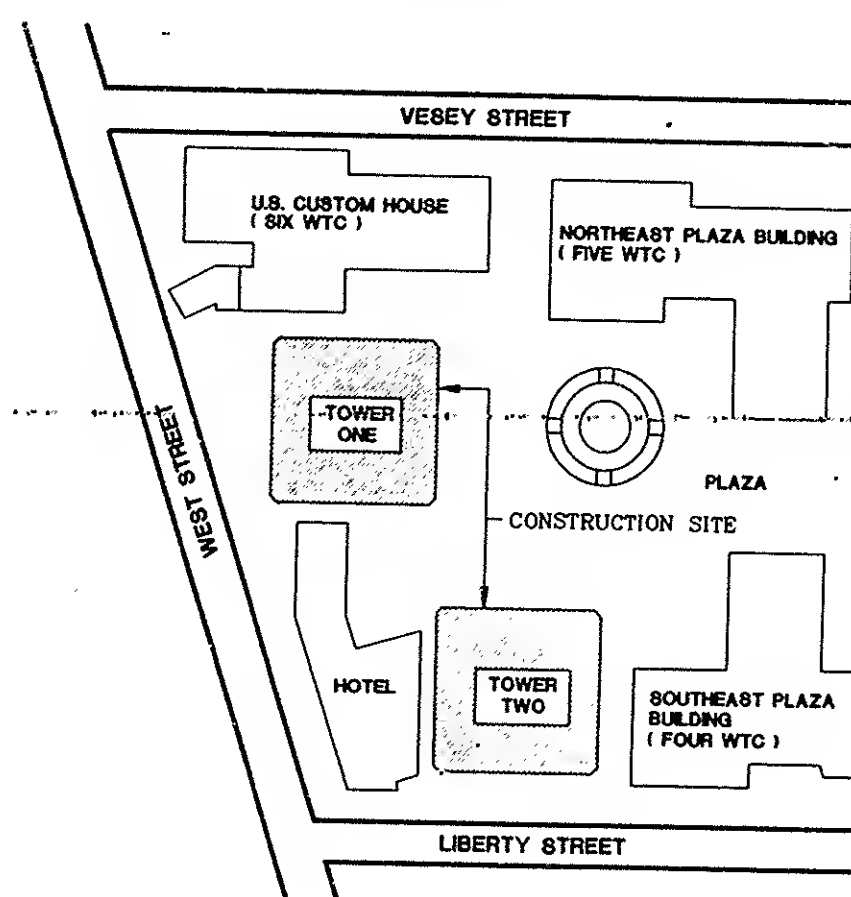 VESEY STREET
U.S. CUSTOM HOUSE
( SIX WTC )
NORTHEAST PLAZA BUILDING
( FIVE WTC )
TOWER
ONE
WEST STREET
PLAZA
CONSTRUCTION SITE
HOTEL
TOWER
TWO
SOUTHEAST PLAZA
BUILDING
( FOUR WTC )
LIBERTY STREET